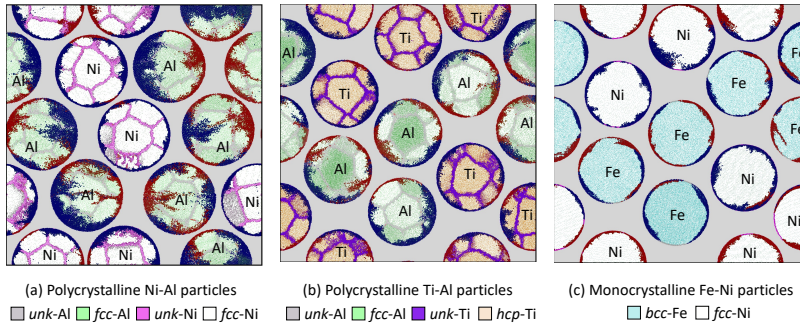 Ni
Al
Al
Ni
Al
Al
Al
Al
Ni
Ni
Ni
Al
Ti
Ti
Al
Al
Ti
Al
Al
Ti
Al
Ti
Ti
Ni
Fe
Fe
Ni
Fe
Fe
Fe
Ni
Fe
Ni
Ni
(a) Polycrystalline Ni-Al particles
(b) Polycrystalline Ti-Al particles
(c) Monocrystalline Fe-Ni particles
unk-Al fcc-Al unk-Ni fcc-Ni
unk-Al fcc-Al unk-Ti hcp-Ti
bcc-Fe fcc-Ni